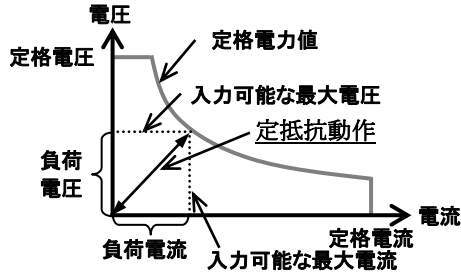 電圧
定格電圧
定格電力値
入力可能な最大電圧
定抵抗動作
負荷
電圧
電流
定格電流
負荷電流
入力可能な最大電流